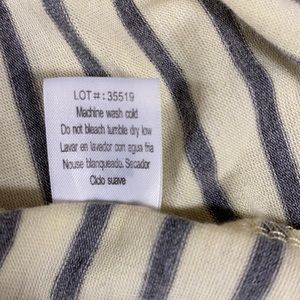 LOT#:35519
Machine wash cold
Do not bleach tumble dry low
Lavar en lavador con agua fria
Nouse blanqueado. Secador
Ciclo suave